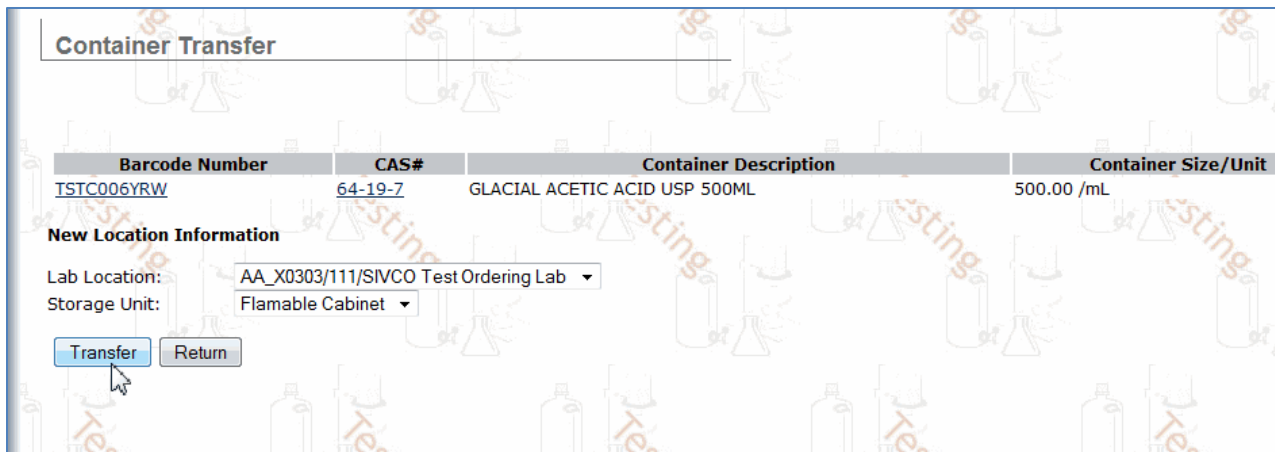 Container Transfer
Barcode Number CAS# Container Description Container Size/Unit
TSTC006YRW 64-19-7 GLACIAL ACETIC ACID USP 500ML 500.00 /mL
New Location Information
Lab Location: AA_X0303/111/SIVCO Test Ordering Lab
Storage Unit: Flamable Cabinet
Transfer Return
Testing